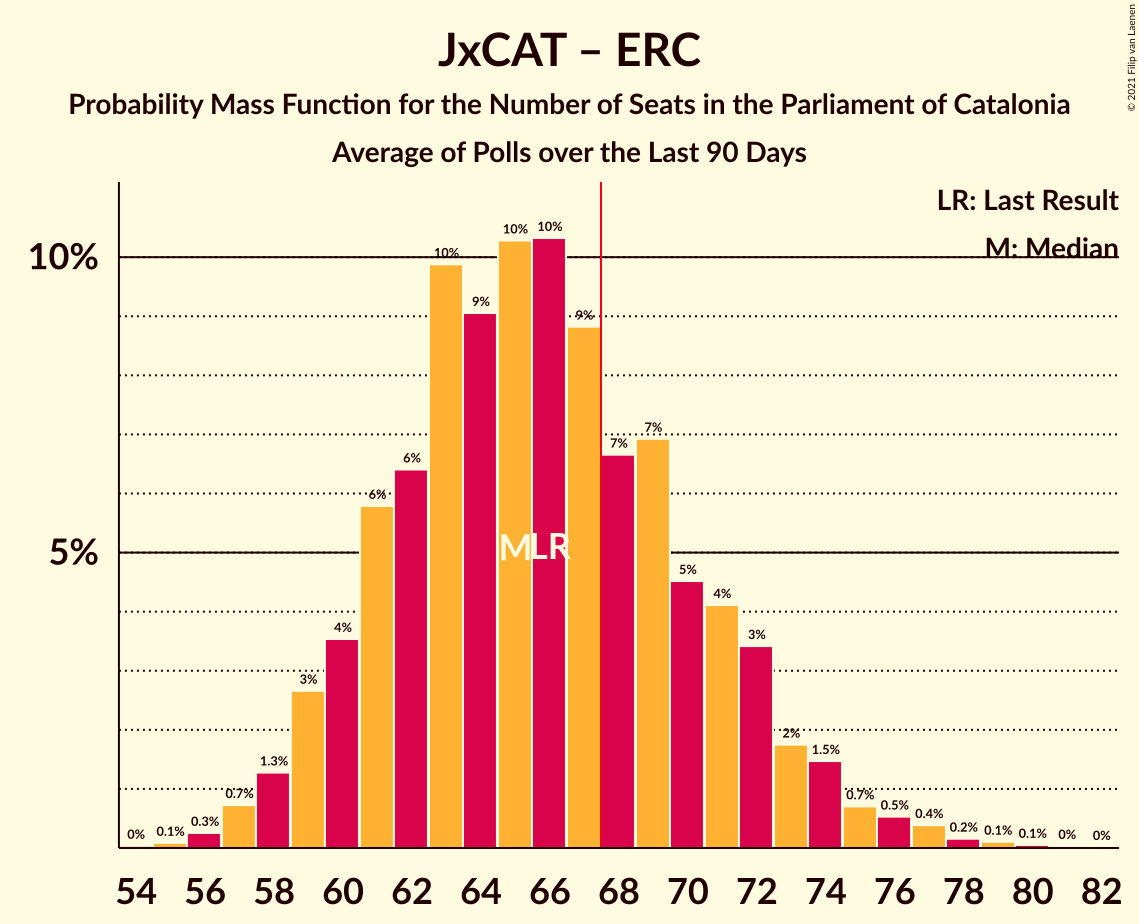 JxCAT – ERC
Probability Mass Function for the Number of Seats in the Parliament of Catalonia
Average of Polls over the Last 90 Days
© 2021 Filip van Laenen
LR: Last Result
M: Median
10%
5%
0% 0.1% 0.3% 0.7% 1.3% 3% 4% 6% 6% 10% 9% 10% 10% 9% 7% 7% 5% 4% 3% 2% 1.5% 0.7% 0.5% 0.4% 0.2% 0.1% 0.1% 0% 0%
M LR
54 56 58 60 62 64 66 68 70 72 74 76 78 80 82